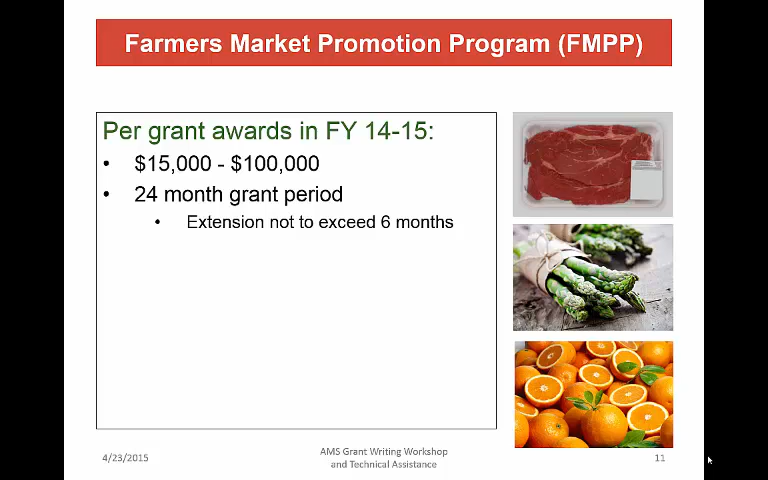 Farmers Market Promotion Program (FMPP)
Per grant awards in FY 14-15:
• $15,000 - $100,000
• 24 month grant period
• Extension not to exceed 6 months
4/23/2015
AMS Grant Writing Workshop
and Technical Assistance
11